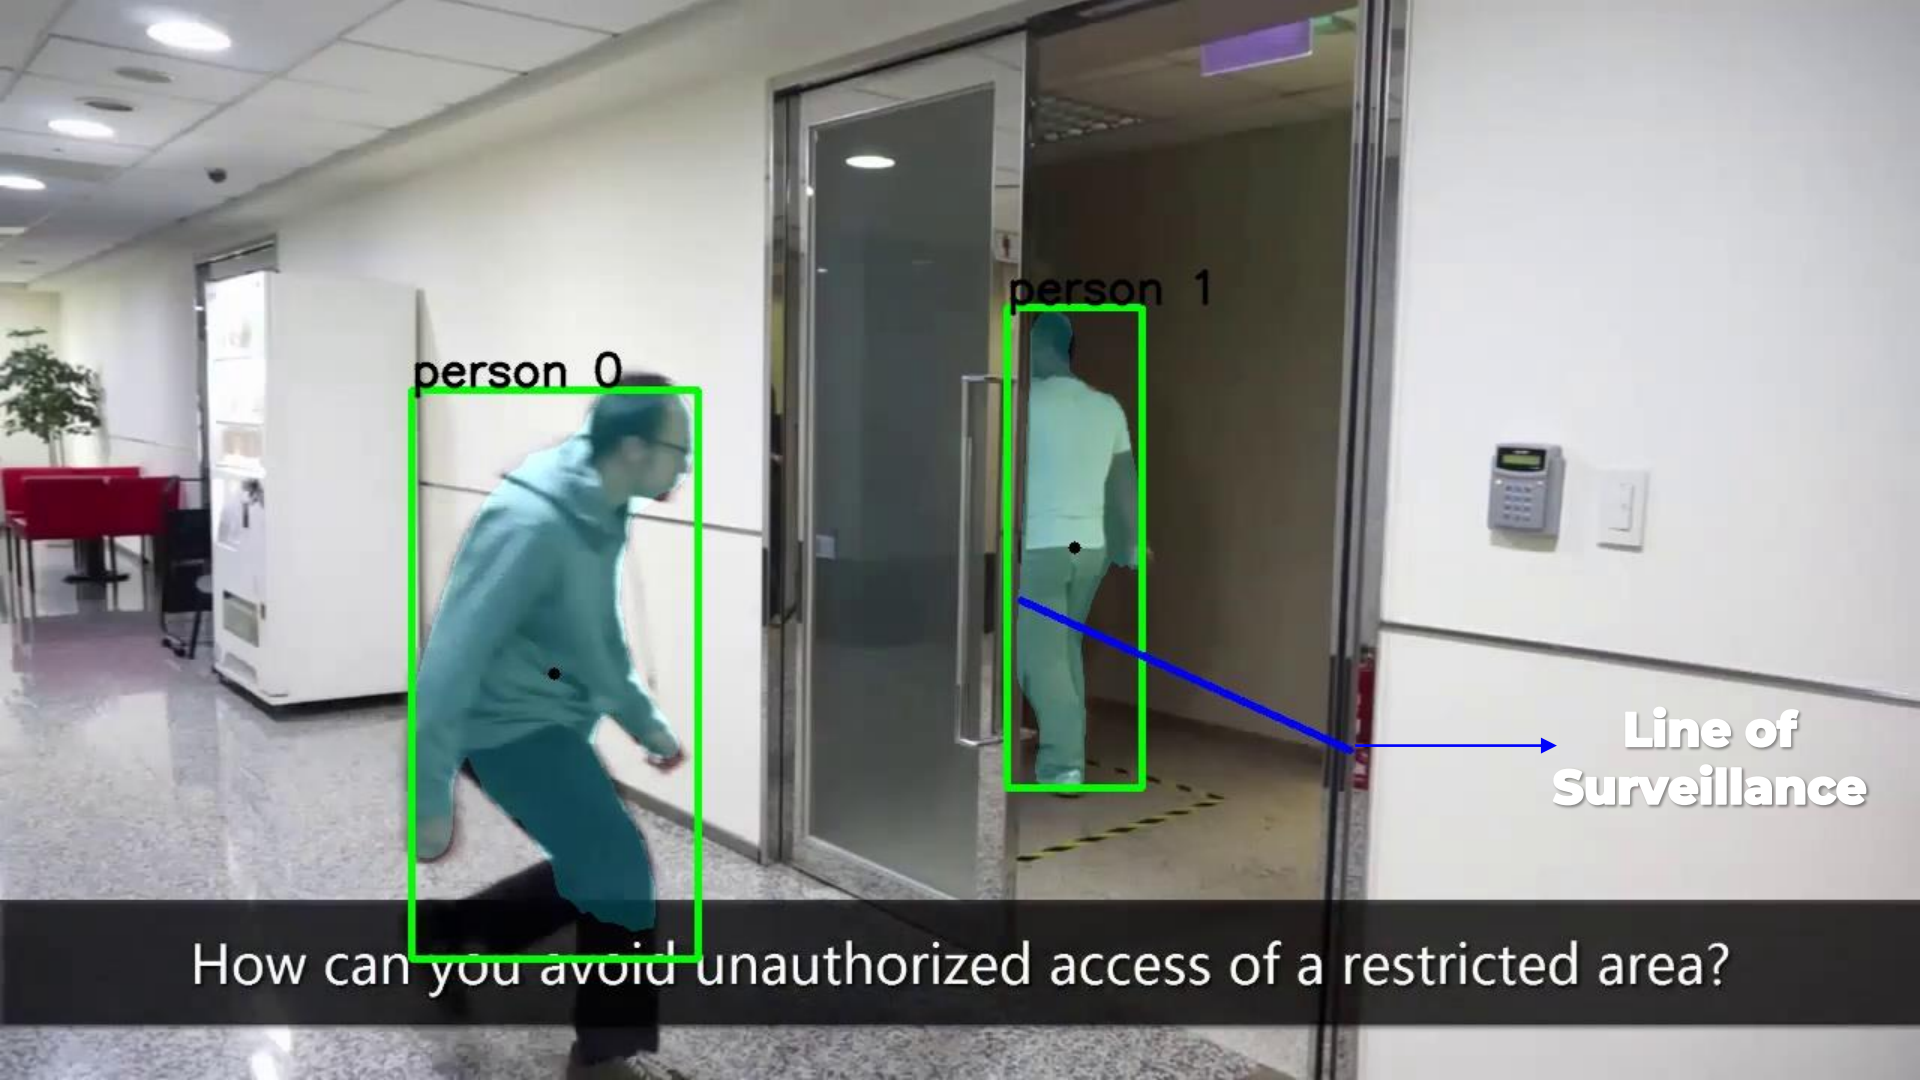 person 1
person 0
Line of
Surveillance
How can you avoid unauthorized access of a restricted area?